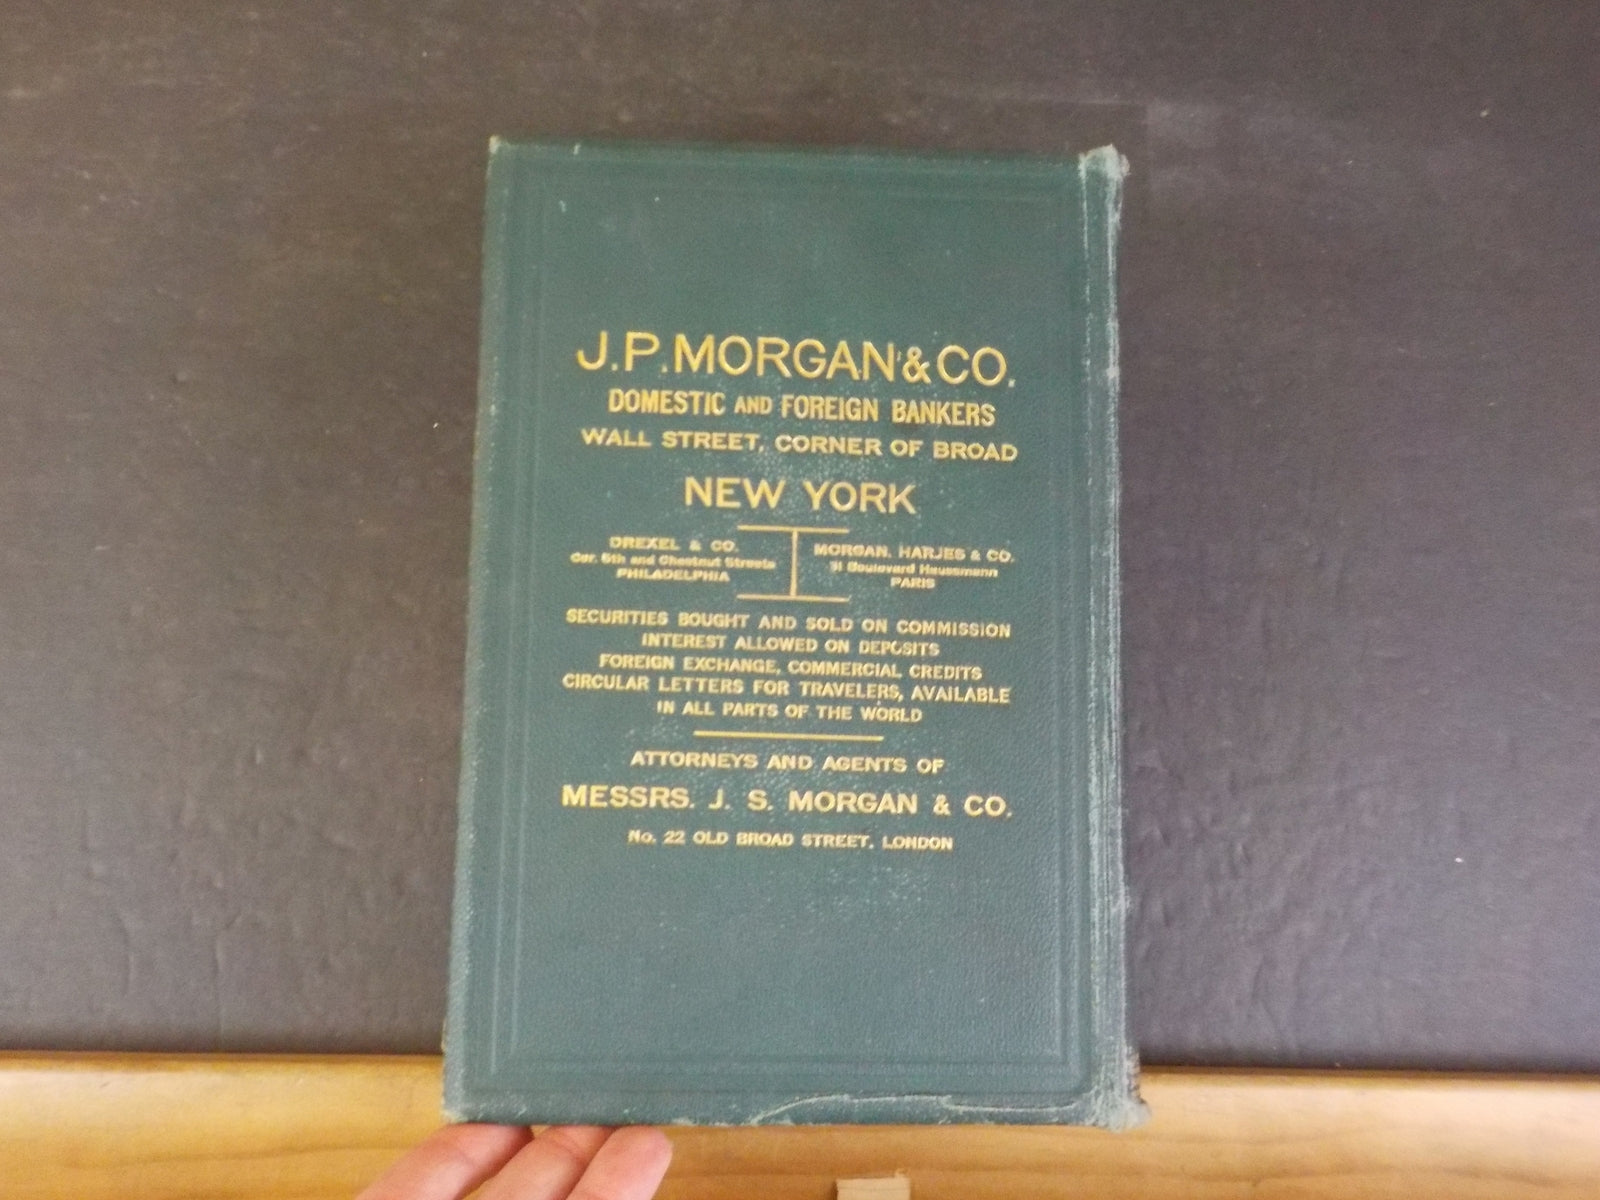 J.P. MORGAN & CO.
DOMESTIC AND FOREIGN BANKERS
WALL STREET, CORNER OF BROAD
NEW YORK
DREXEL & CO.
Cor. 5th and Chestnut Streets
PHILADELPHIA
MORGAN, HARJES & CO.
31 Boulevard Haussmann
PARIS
SECURITIES BOUGHT AND SOLD ON COMMISSION
INTEREST ALLOWED ON DEPOSITS
FOREIGN EXCHANGE, COMMERCIAL CREDITS
CIRCULAR LETTERS FOR TRAVELERS, AVAILABLE
IN ALL PARTS OF THE WORLD
ATTORNEYS AND AGENTS OF
MESSRS. J. S. MORGAN & CO.
No. 22 OLD BROAD STREET, LONDON